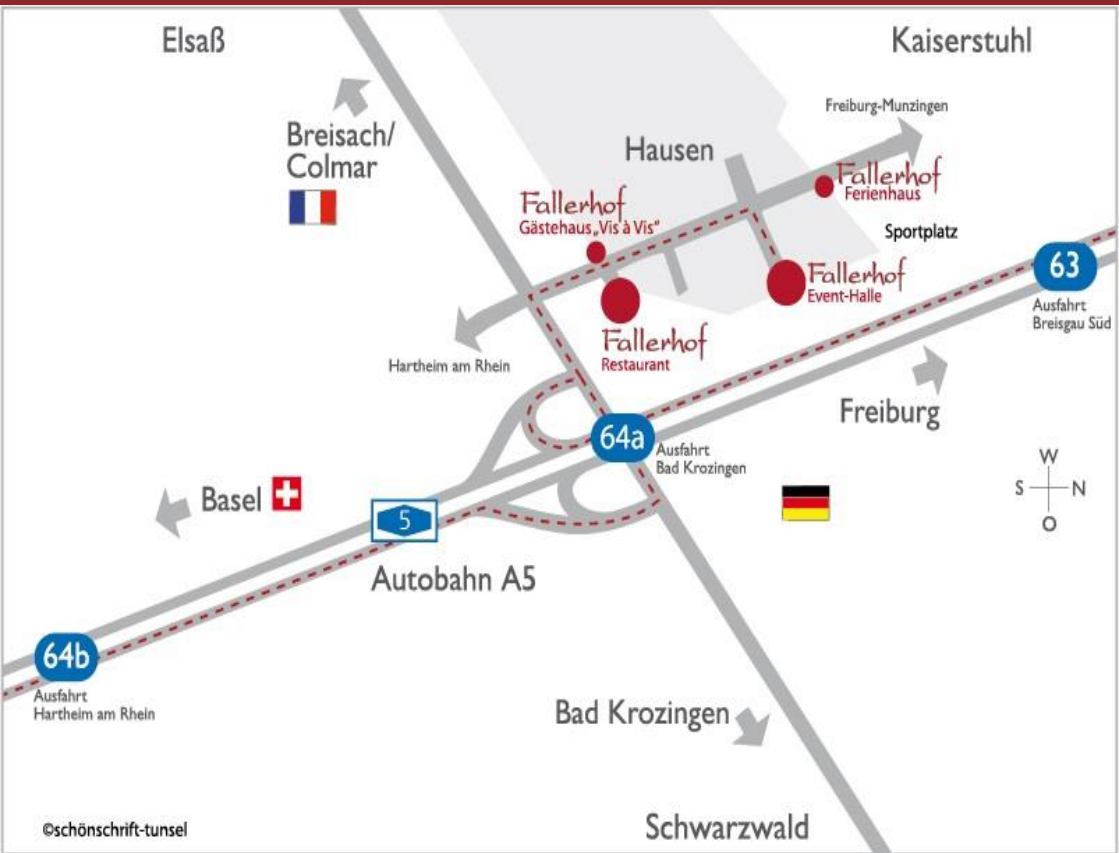 Elsaß
Kaiserstuhl
Freiburg-Munzingen
Breisach/
Colmar
Hausen
Fallerhof
Ferienhaus
Fallerhof
Gästehaus „Vis à Vis“
Sportplatz
63
Fallerhof
Event-Halle
Ausfahrt
Breisgau Süd
Fallerhof
Restaurant
Hartheim am Rhein
Freiburg
64a
Ausfahrt
Bad Krozingen
W
S
N
O
Basel
5
Autobahn A5
64b
Ausfahrt
Hartheim am Rhein
Bad Krozingen
©schönschrift-tunsel
Schwarzwald